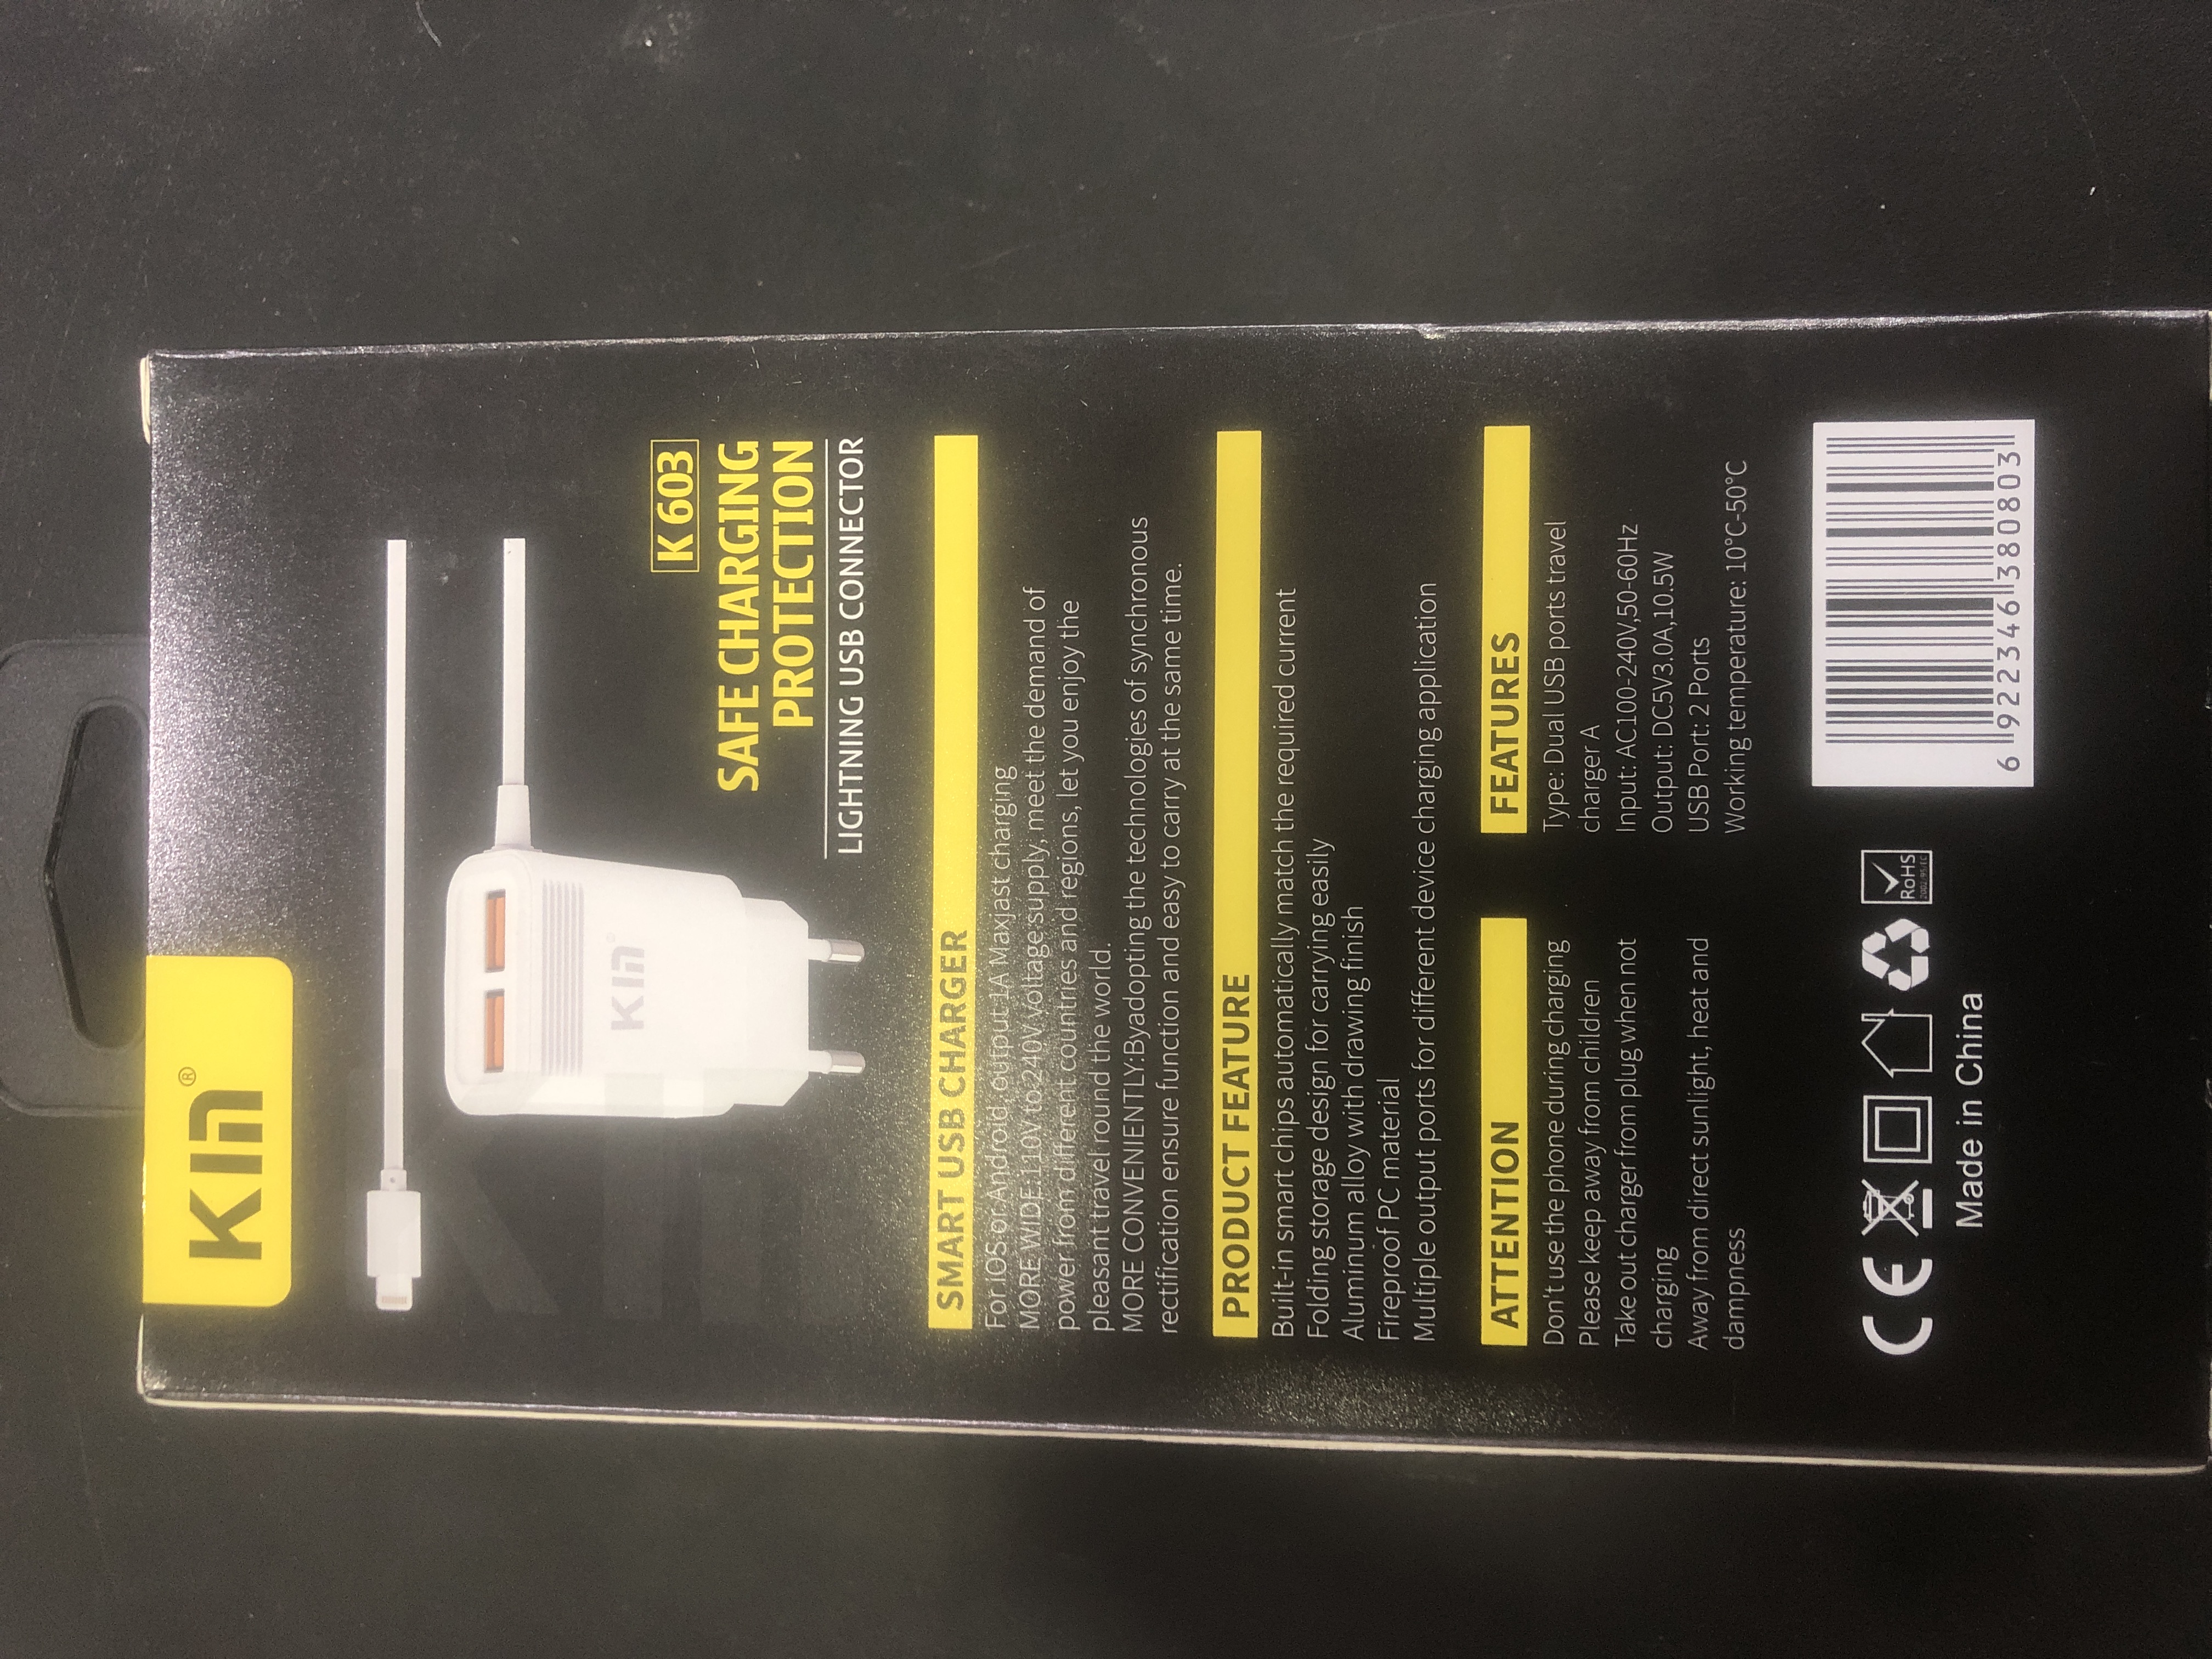 Kin®
Kin®
K 603
SAFE CHARGING
PROTECTION
LIGHTNING USB CONNECTOR
SMART USB CHARGER
For iOS or Android, output 1A Maxjast charging
MORE WIDE:110V to 240V voltage supply, meet the demand of
power from different countries and regions, let you enjoy the
pleasant travel round the world.
MORE CONVENIENTLY:Byadopting the technologies of synchronous
rectification ensure function and easy to carry at the same time.
PRODUCT FEATURE
Built-in smart chips automatically match the required current
Folding storage design for carrying easily
Aluminum alloy with drawing finish
Fireproof PC material
Multiple output ports for different device charging application
ATTENTION
Don't use the phone during charging
Please keep away from children
Take out charger from plug when not
charging
Away from direct sunlight, heat and
dampness
FEATURES
Type: Dual USB ports travel
charger A
Input: AC100-240V,50-60Hz
Output: DC5V3.0A,10.5W
USB Port: 2 Ports
Working temperature: 10°C-50°C
CE
RoHS
Made in China
6 922346 380803